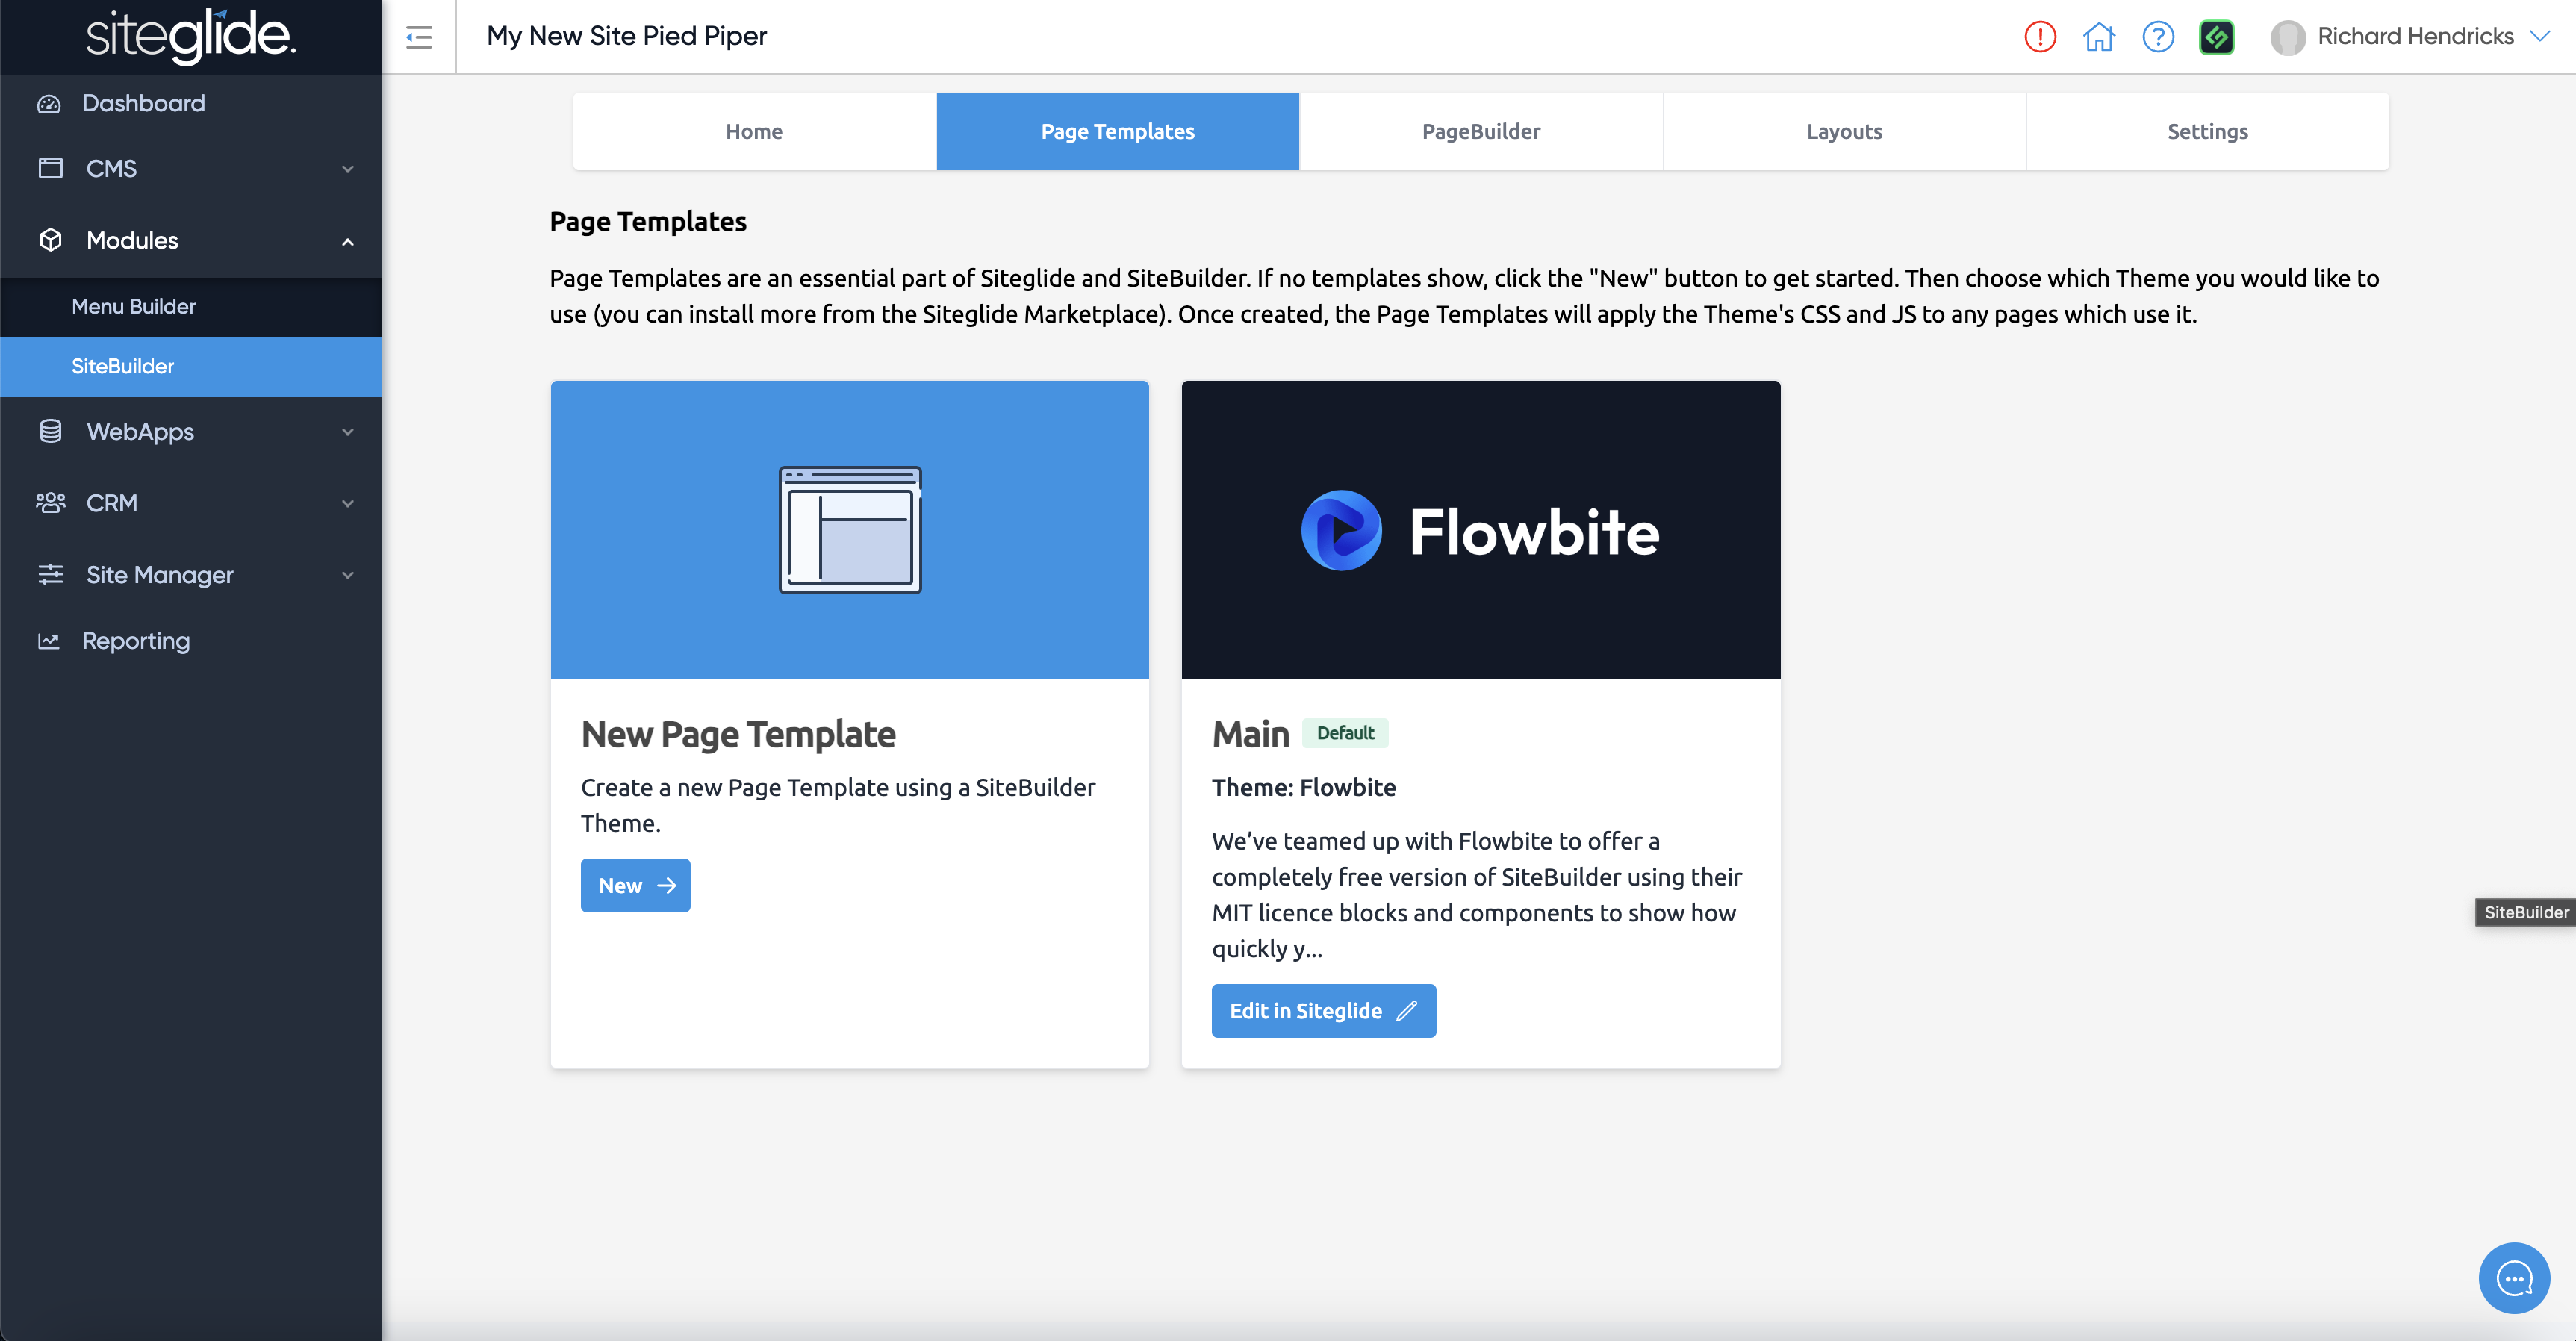 siteglide.
My New Site Pied Piper
Richard Hendricks
Dashboard
CMS
Modules
Menu Builder
SiteBuilder
WebApps
CRM
Site Manager
Reporting
Home
Page Templates
PageBuilder
Layouts
Settings
Page Templates
Page Templates are an essential part of Siteglide and SiteBuilder. If no templates show, click the "New" button to get started. Then choose which Theme you would like to
use (you can install more from the Siteglide Marketplace). Once created, the Page Templates will apply the Theme's CSS and JS to any pages which use it.
New Page Template
Create a new Page Template using a SiteBuilder
Theme.
New
Flowbite
Main Default
Theme: Flowbite
We’ve teamed up with Flowbite to offer a
completely free version of SiteBuilder using their
MIT licence blocks and components to show how
quickly y...
Edit in Siteglide
SiteBuilder